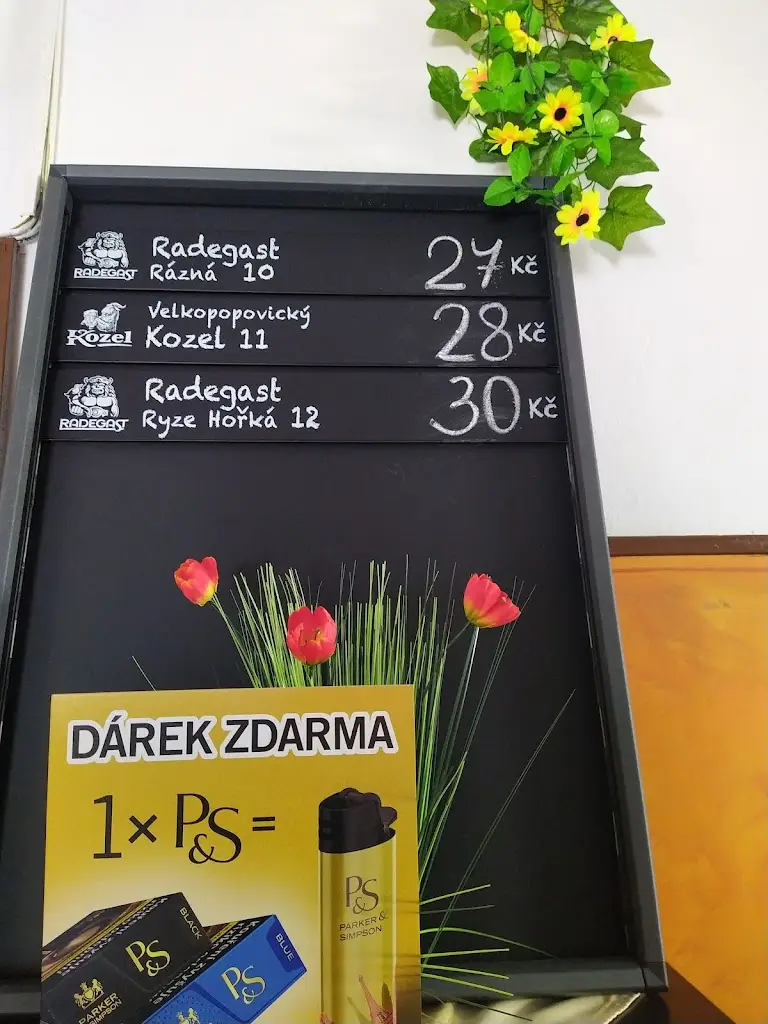 RADEGAST
Radegast
Rázná 10
27 Kč
Kozel
Velkopopovický
Kozel 11
28 Kč
RADEGAST
Radegast
Ryze Hořká 12
30 Kč
DÁREK ZDARMA
1× P&S =
P&S
PARKER &
SIMPSON
BLACK
P&S
PARKER
SIMPSON
BLUE
P&S